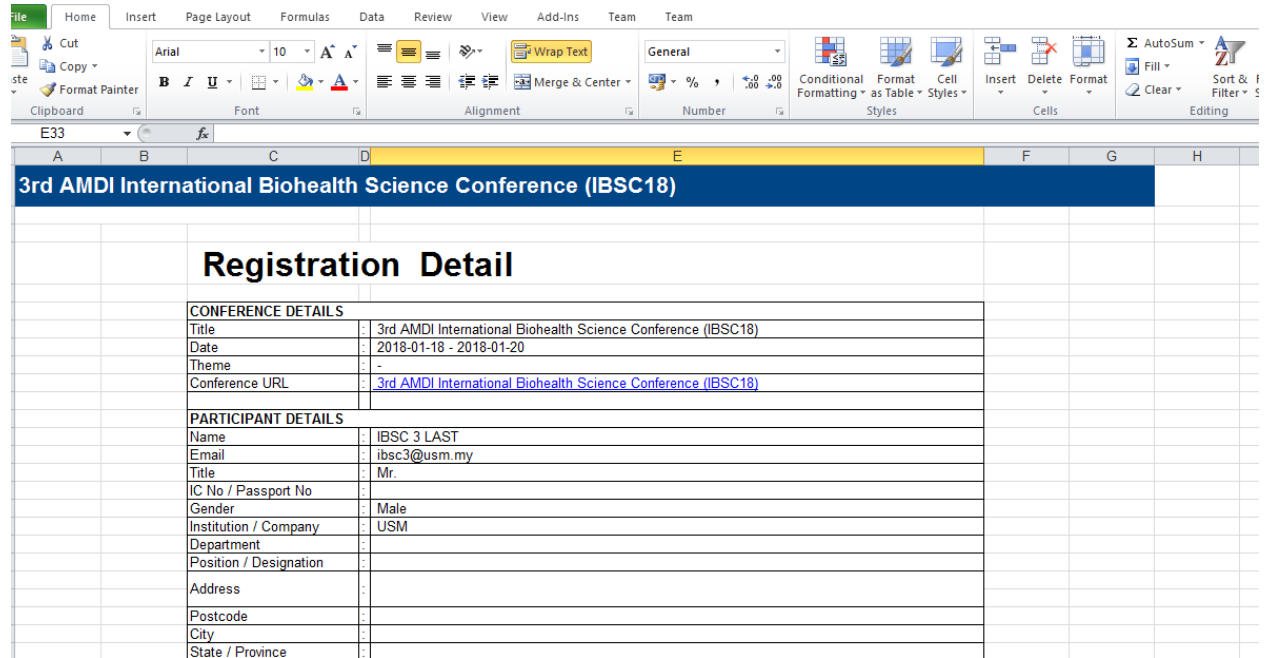 File Home Insert Page Layout Formulas Data Review View Add-Ins Team Team
Cut
Copy
Format Painter
Clipboard
Arial 10 A A
B I U A
Font
Wrap Text
Merge & Center
Alignment
General
% , .0 .00 .00 .0
Number
Conditional Formatting
Format as Table
Cell Styles
Styles
Insert Delete Format
Cells
Σ AutoSum
Fill
Clear
Sort &
Filter
Editing
E33 fx
A B C D E F G H
3rd AMDI International Biohealth Science Conference (IBSC18)
Registration Detail
CONFERENCE DETAILS
Title : 3rd AMDI International Biohealth Science Conference (IBSC18)
Date : 2018-01-18 - 2018-01-20
Theme : -
Conference URL : 3rd AMDI International Biohealth Science Conference (IBSC18)
PARTICIPANT DETAILS
Name : IBSC 3 LAST
Email : ibsc3@usm.my
Title : Mr.
IC No / Passport No :
Gender : Male
Institution / Company : USM
Department :
Position / Designation :
Address :
Postcode :
City :
State / Province :